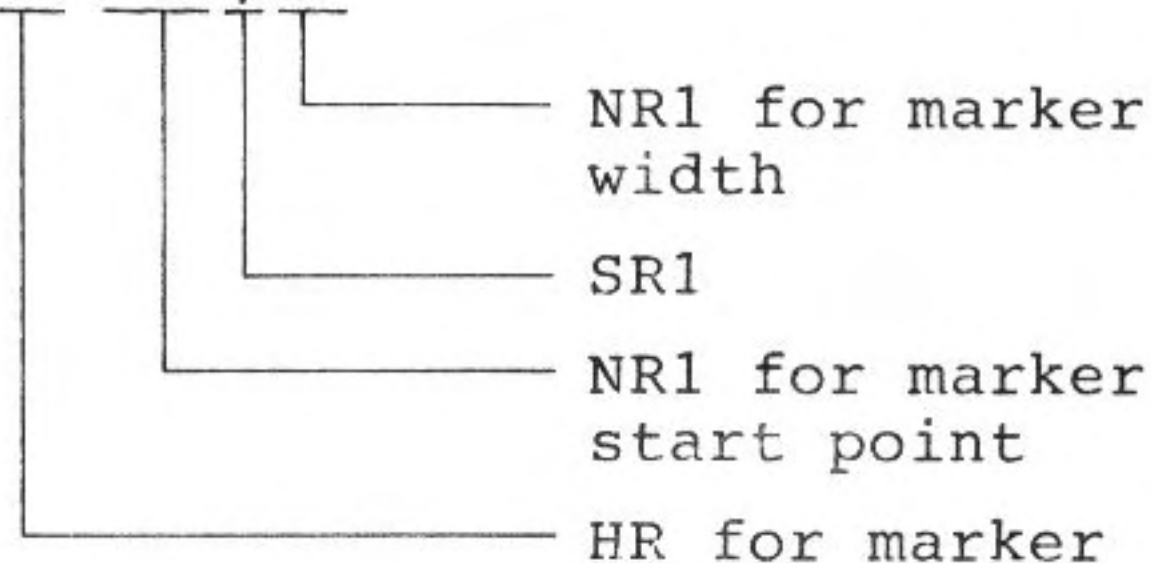 NR1 for marker
width
SR1
NR1 for marker
start point
HR for marker